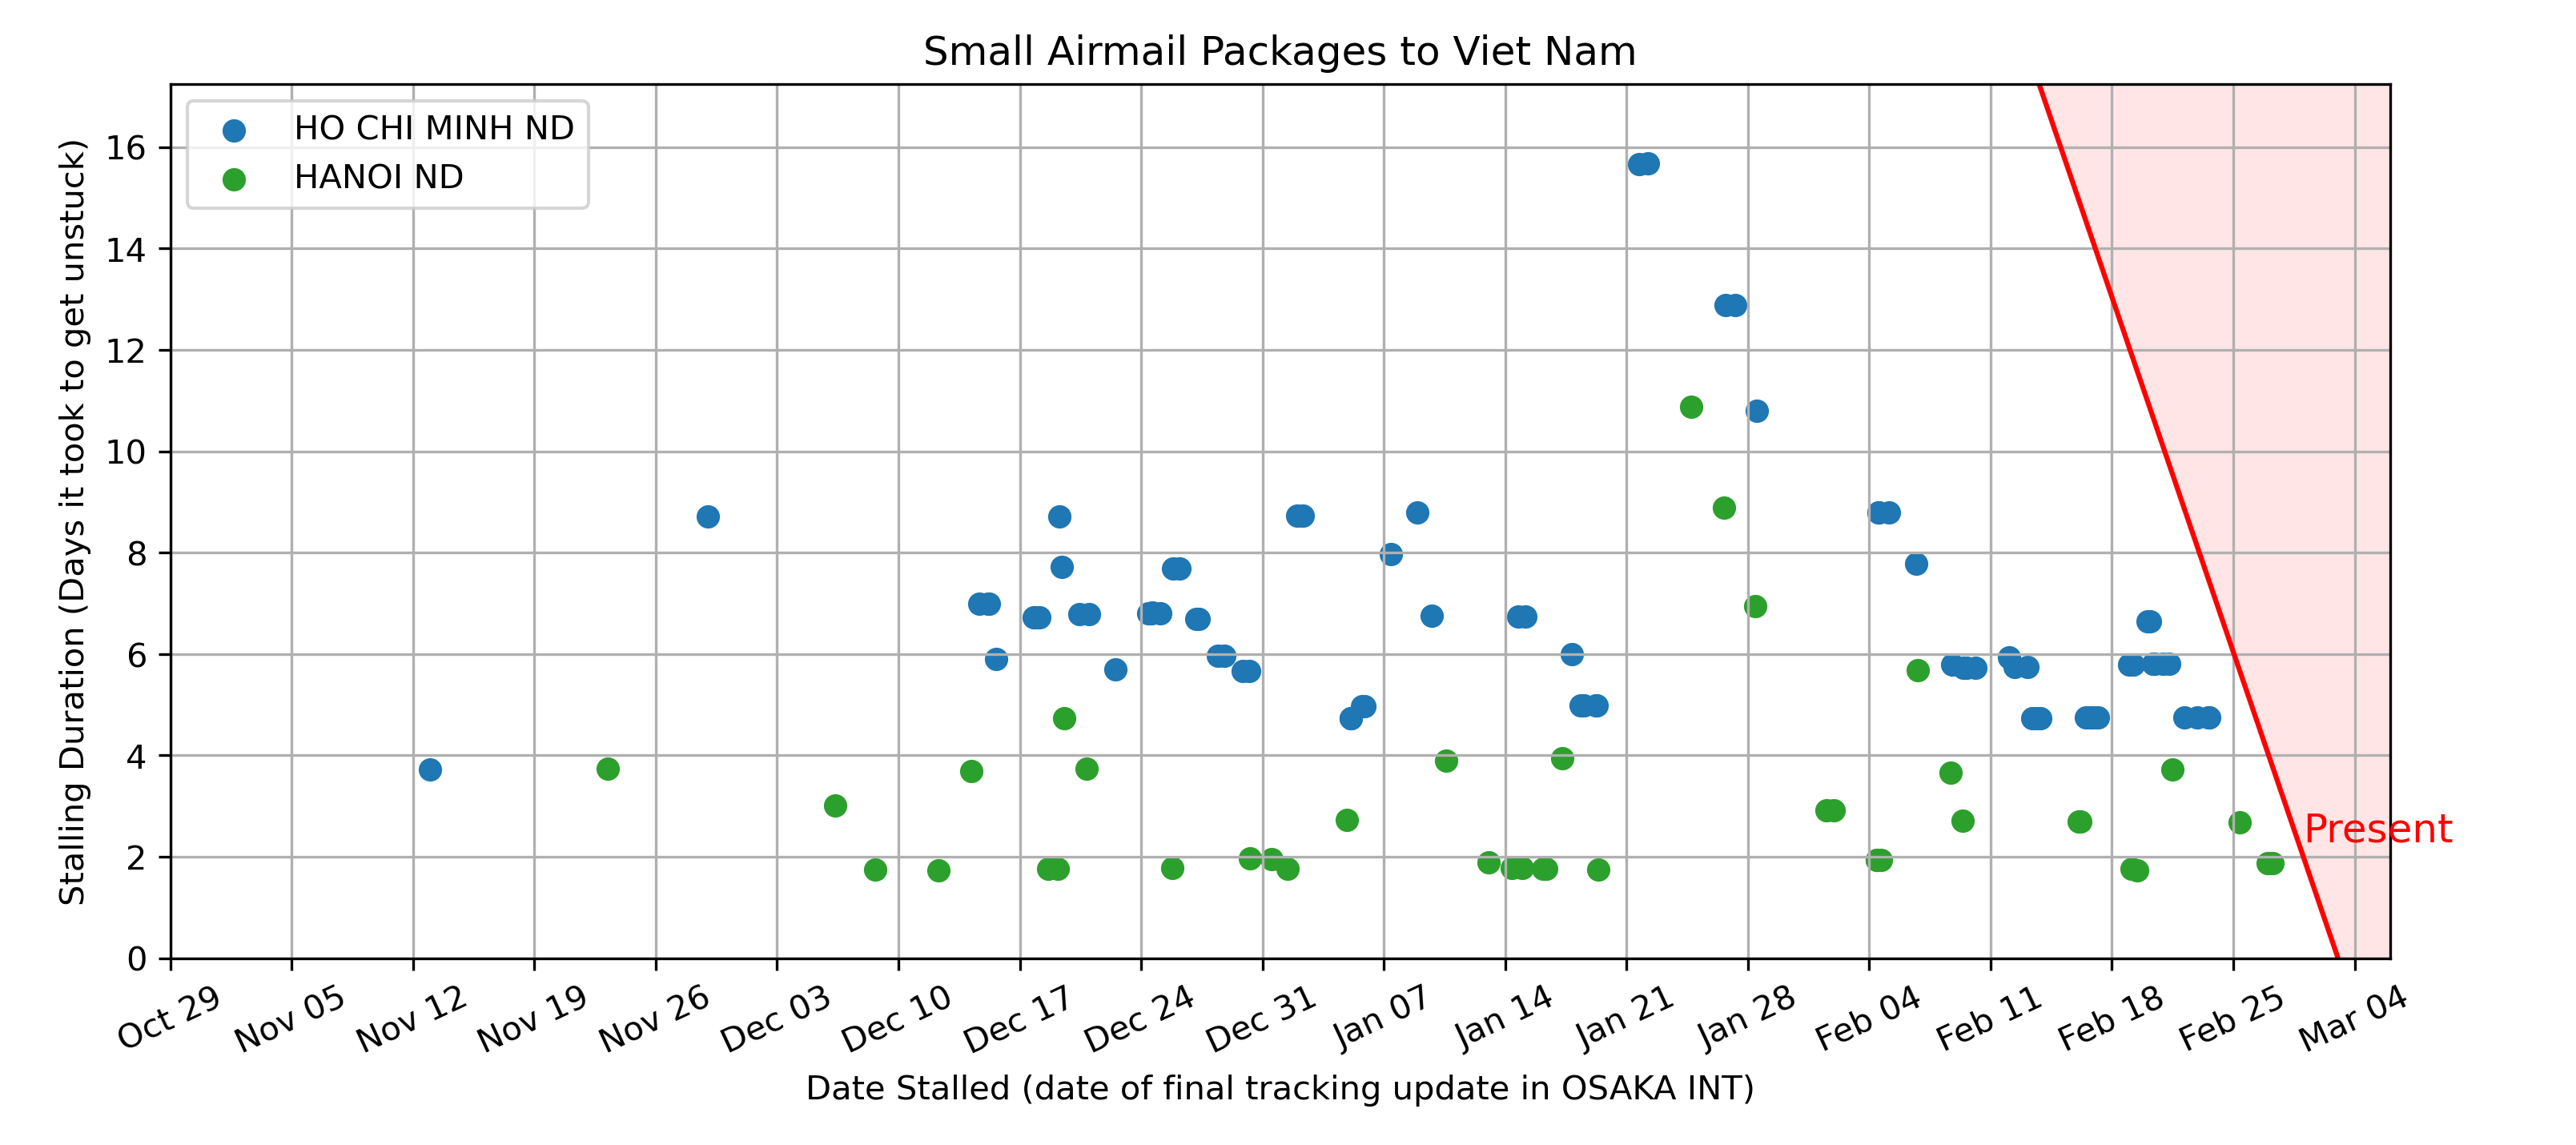 Small Airmail Packages to Viet Nam
HO CHI MINH ND
HANOI ND
Stalling Duration (Days it took to get unstuck)
16
14
12
10
8
6
4
2
0
Present
Oct 29
Nov 05
Nov 12
Nov 19
Nov 26
Dec 03
Dec 10
Dec 17
Dec 24
Dec 31
Jan 07
Jan 14
Jan 21
Jan 28
Feb 04
Feb 11
Feb 18
Feb 25
Mar 04
Date Stalled (date of final tracking update in OSAKA INT)